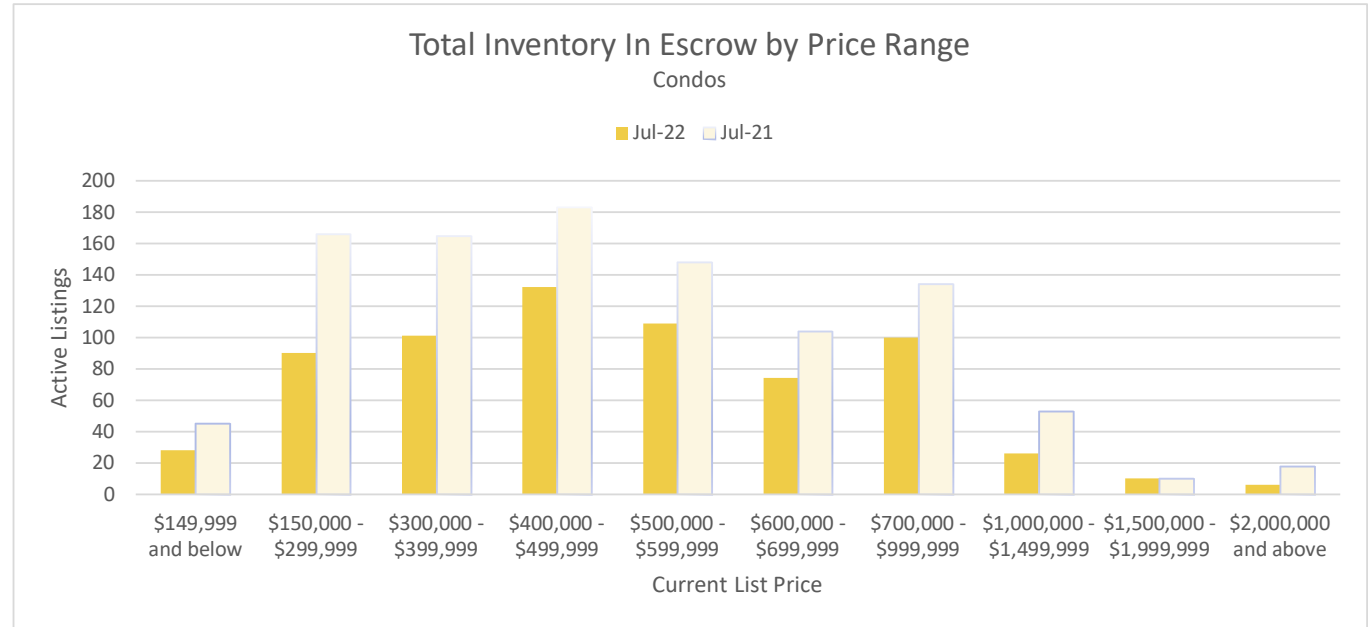 Total Inventory In Escrow by Price Range
Condos
Jul-22 Jul-21
Active Listings
200
180
160
140
120
100
80
60
40
20
0
$149,999 and below
$150,000 - $299,999
$300,000 - $399,999
$400,000 - $499,999
$500,000 - $599,999
$600,000 - $699,999
$700,000 - $999,999
$1,000,000 - $1,499,999
$1,500,000 - $1,999,999
$2,000,000 and above
Current List Price